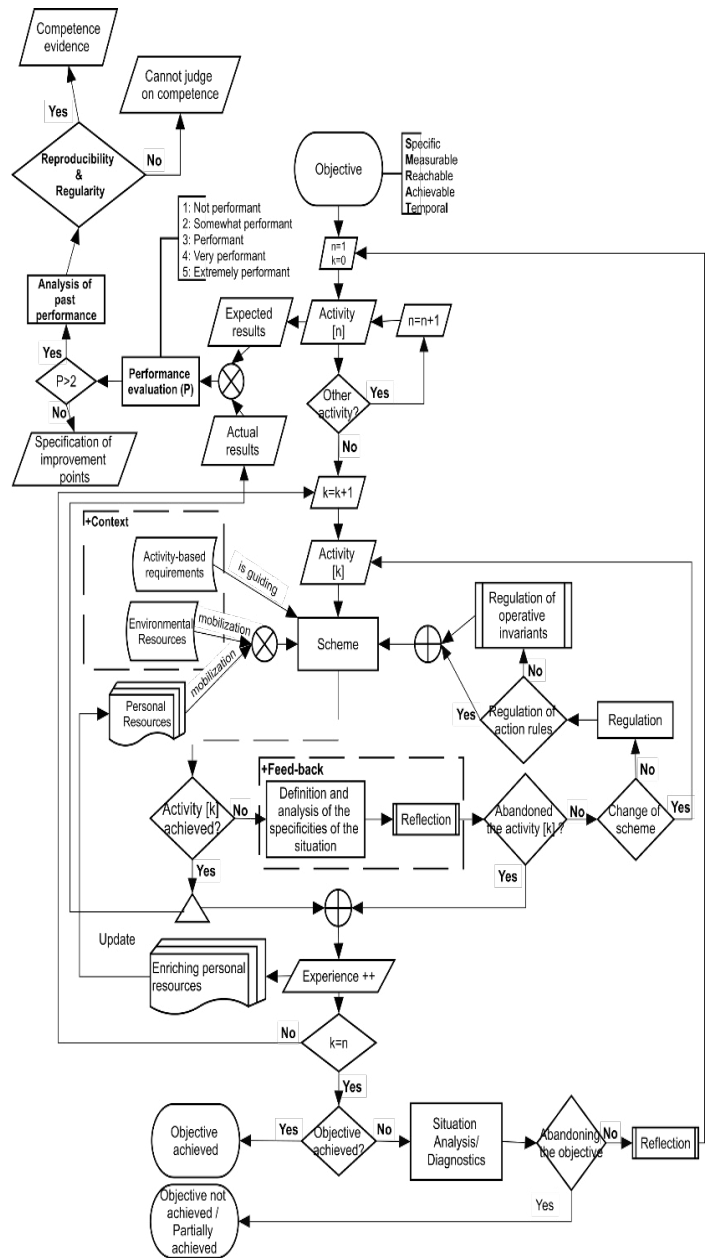 Competence
evidence
Cannot judge
on competence
Yes
Reproducibility
&
Regularity
No
Objective
Specific
Measurable
Reachable
Achievable
Temporal
1: Not performant
2: Somewhat performant
3: Performant
4: Very performant
5: Extremely performant
n=1
k=0
Analysis of
past
performance
Expected
results
Activity
[n]
n=n+1
Yes
P>2
Performance
evaluation (P)
Other
activity?
Yes
No
Specification of
improvement
points
Actual
results
No
k=k+1
+Context
Activity-based
requirements
is guiding
Activity
[k]
Environmental
Resources
mobilization
Scheme
Regulation of
operative
invariants
No
mobilization
Personal
Resources
Yes
Regulation of
action rules
Regulation
No
+Feed-back
Activity [k]
achieved?
No
Definition and
analysis of the
specificities of the
situation
Reflection
Abandoned
the activity [k] ?
No
Change of
scheme
Yes
Yes
Yes
Update
Enriching personal
resources
Experience ++
No
k=n
Yes
Objective
achieved
Yes
Objective
achieved?
No
Situation
Analysis/
Diagnostics
Abandoning
the objective
No
Reflection
Yes
Objective not
achieved /
Partially
achieved